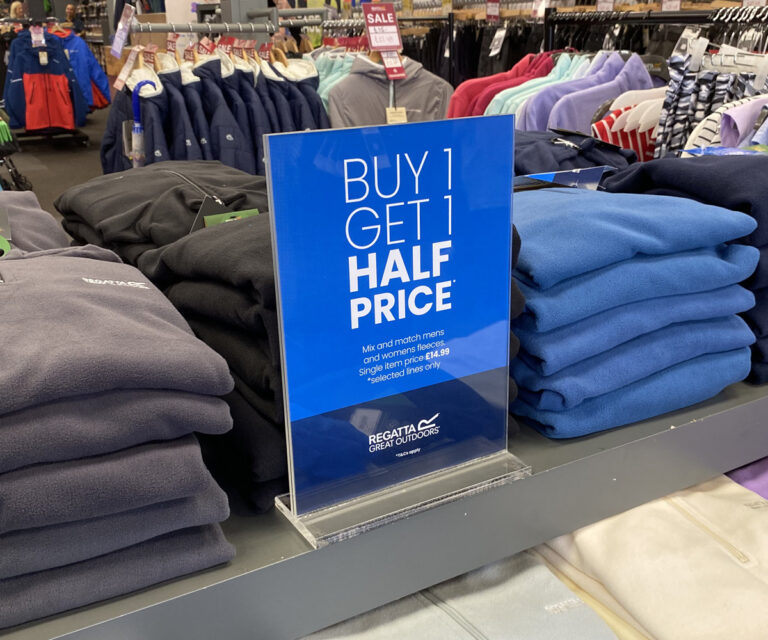 SALE
BUY 1
GET 1
HALF
PRICE*
Mix and match mens
and womens fleeces.
Single item price £14.99
*selected lines only
REGATTA
GREAT OUTDOORS
*T&Cs apply
REGATTA